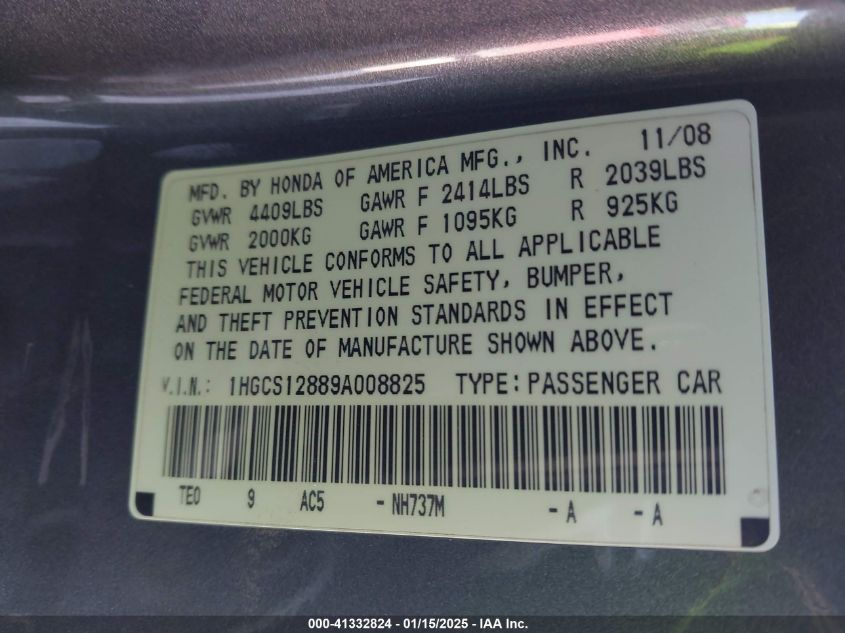 11/08
MFD. BY HONDA OF AMERICA MFG., INC.
GVWR 4409LBS GAWR F 2414LBS R 2039LBS
GVWR 2000KG GAWR F 1095KG R 925KG
THIS VEHICLE CONFORMS TO ALL APPLICABLE
FEDERAL MOTOR VEHICLE SAFETY, BUMPER,
AND THEFT PREVENTION STANDARDS IN EFFECT
ON THE DATE OF MANUFACTURE SHOWN ABOVE.
V.I.N.: 1HGCS12889A008825 TYPE:PASSENGER CAR
TE0 9 AC5 - NH737M - A - A
000-41332824 - 01/15/2025 - IAA Inc.